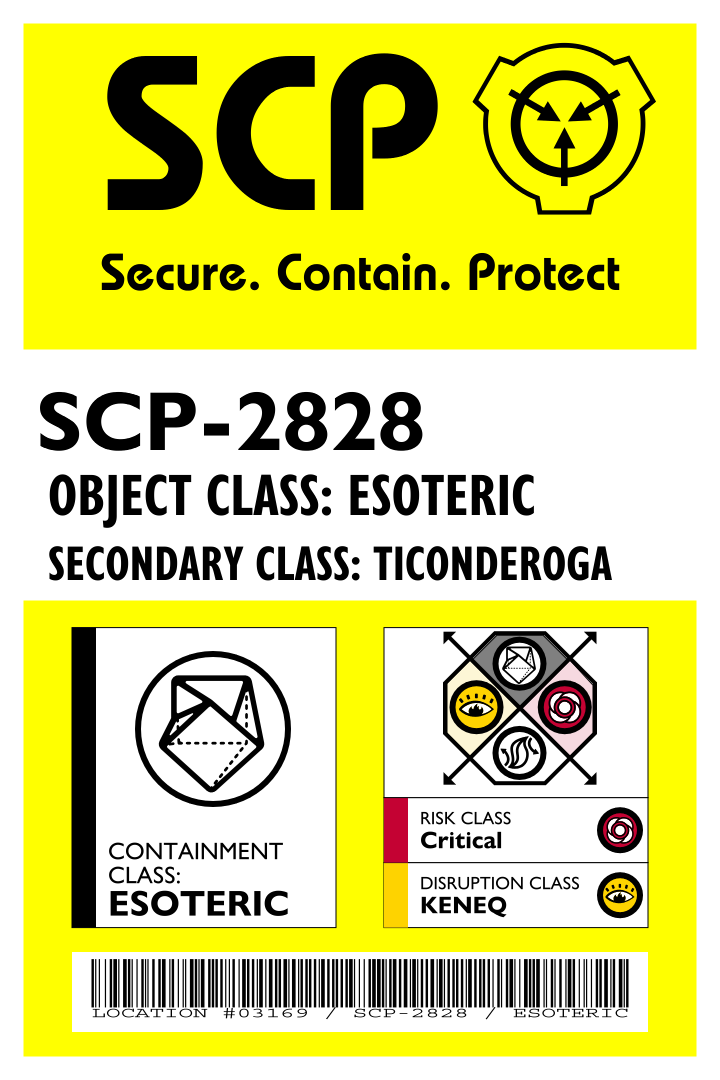 SCP
Secure. Contain. Protect
SCP-2828
OBJECT CLASS: ESOTERIC
SECONDARY CLASS: TICONDEROGA
CONTAINMENT
CLASS:
ESOTERIC
RISK CLASS
Critical
DISRUPTION CLASS
KENEQ
LOCATION #03169 / SCP-2828 / ESOTERIC